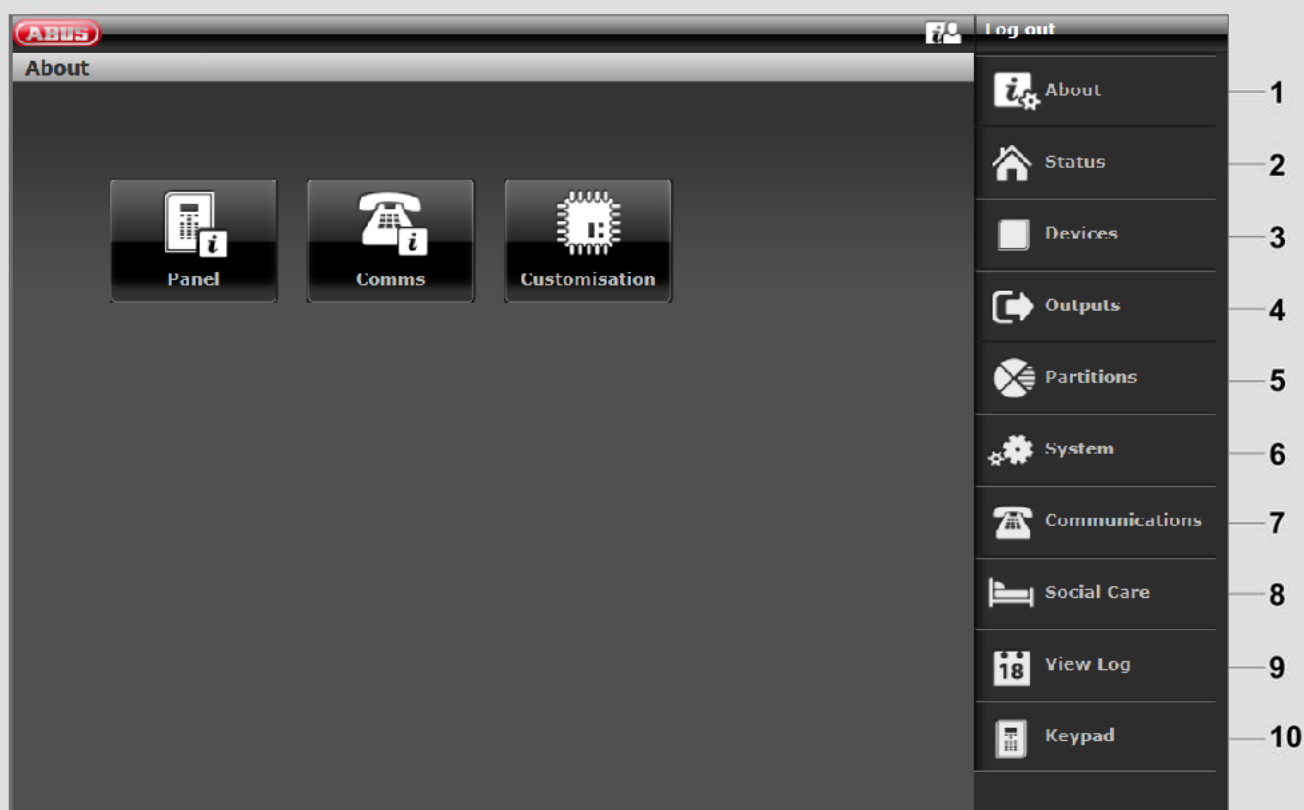 ABUS
Log out
About
Panel
Comms
Customisation
About
Status
Devices
Outputs
Partitions
System
Communications
Social Care
18
View Log
Keypad
1
2
3
4
5
6
7
8
9
10